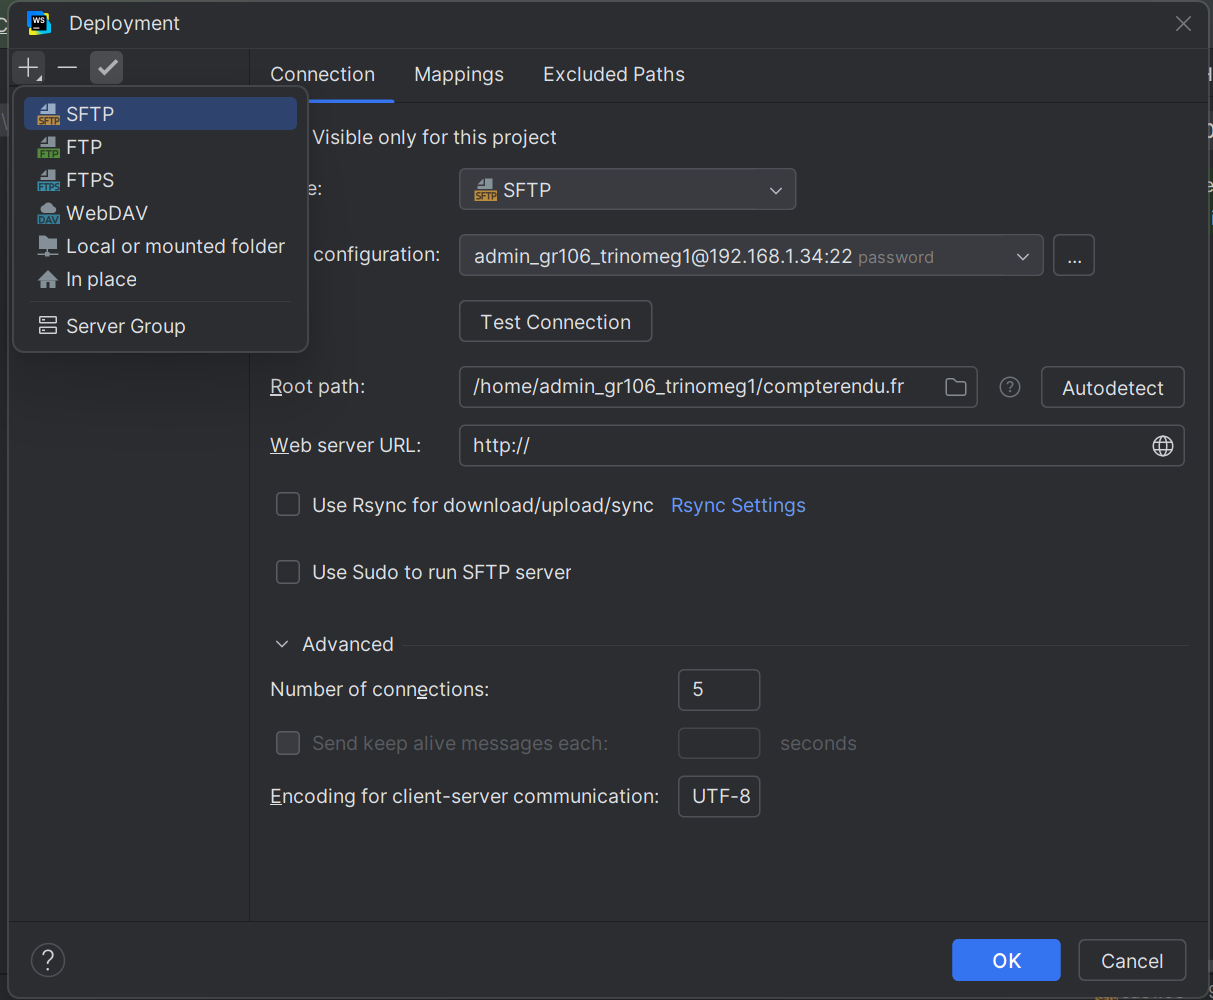 WS
Deployment
Connection
Mappings
Excluded Paths
SFTP
FTP
FTPS
WebDAV
Local or mounted folder
In place
Server Group
Visible only for this project
e:
SFTP
configuration:
admin_gr106_trinomeg1@192.168.1.34:22 password
...
Test Connection
Root path:
/home/admin_gr106_trinomeg1/compterendu.fr
?
Autodetect
Web server URL:
http://
Use Rsync for download/upload/sync
Rsync Settings
Use Sudo to run SFTP server
Advanced
Number of connections:
5
Send keep alive messages each:
seconds
Encoding for client-server communication:
UTF-8
?
OK
Cancel